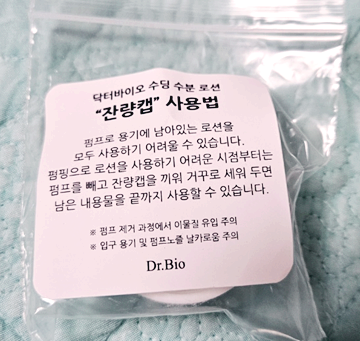 닥터바이오 수딩 수분 로션
“잔량캡” 사용법
펌프로 용기에 남아있는 로션을
모두 사용하기 어려울 수 있습니다.
펌핑으로 로션을 사용하기 어려운 시점부터는
펌프를 빼고 잔량캡을 끼워 거꾸로 세워 두면
남은 내용물을 끝까지 사용할 수 있습니다.
※ 펌프 제거 과정에서 이물질 유입 주의
※ 입구 용기 및 펌프노즐 날카로움 주의
Dr.Bio